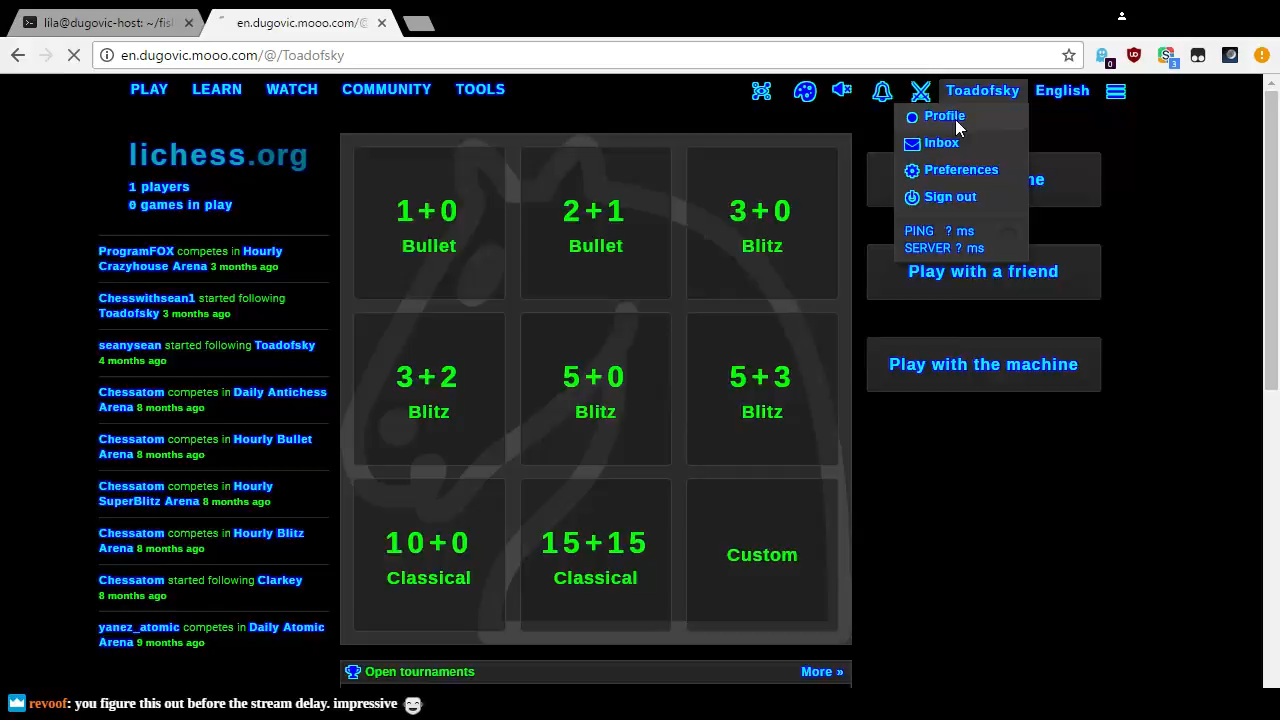 lila@dugovic-host: ~/fis
en.dugovic.mooo.com/@
en.dugovic.mooo.com/@/Toadofsky
0
3
PLAY LEARN WATCH COMMUNITY TOOLS
Toadofsky English
Profile
Inbox
Preferences
Sign out
PING ? ms
SERVER ? ms
lichess.org
1 players
0 games in play
ProgramFOX competes in Hourly
Crazyhouse Arena 3 months ago
Chesswithsean1 started following
Toadofsky 3 months ago
seanysean started following Toadofsky
4 months ago
Chessatom competes in Daily Antichess
Arena 8 months ago
Chessatom competes in Hourly Bullet
Arena 8 months ago
Chessatom competes in Hourly
SuperBlitz Arena 8 months ago
Chessatom competes in Hourly Blitz
Arena 8 months ago
Chessatom started following Clarkey
8 months ago
yanez_atomic competes in Daily Atomic
Arena 9 months ago
1+0
Bullet
2+1
Bullet
3+0
Blitz
3+2
Blitz
5+0
Blitz
5+3
Blitz
10+0
Classical
15+15
Classical
Custom
Play with a friend
Play with the machine
Open tournaments
More »
revoof: you figure this out before the stream delay. impressive